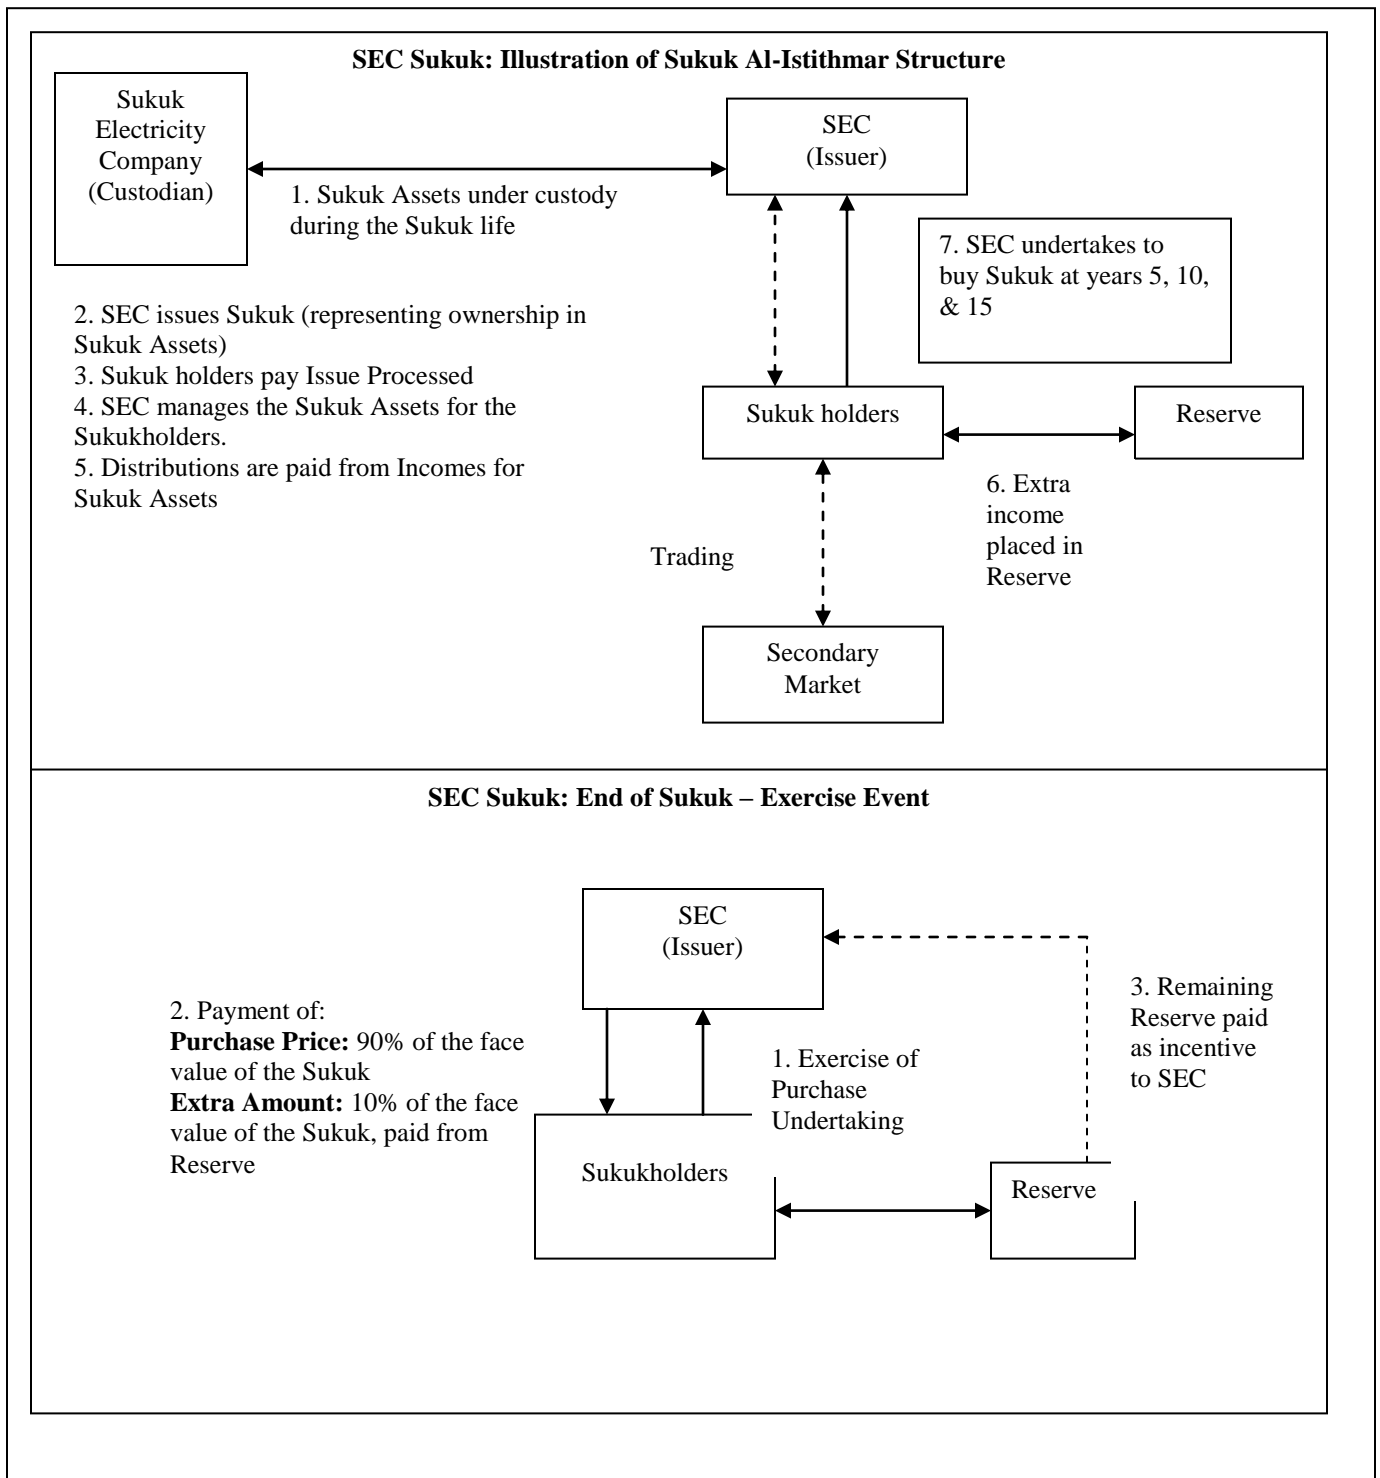 SEC Sukuk: Illustration of Sukuk Al-Istithmar Structure
Sukuk
Electricity
Company
(Custodian)
SEC
(Issuer)
1. Sukuk Assets under custody
during the Sukuk life
7. SEC undertakes to
buy Sukuk at years 5, 10,
& 15
2. SEC issues Sukuk (representing ownership in
Sukuk Assets)
3. Sukuk holders pay Issue Processed
4. SEC manages the Sukuk Assets for the
Sukukholders.
5. Distributions are paid from Incomes for
Sukuk Assets
Sukuk holders
Reserve
6. Extra
income
placed in
Reserve
Trading
Secondary
Market
SEC Sukuk: End of Sukuk – Exercise Event
SEC
(Issuer)
2. Payment of:
Purchase Price: 90% of the face
value of the Sukuk
Extra Amount: 10% of the face
value of the Sukuk, paid from
Reserve
1. Exercise of
Purchase
Undertaking
3. Remaining
Reserve paid
as incentive
to SEC
Sukukholders
Reserve